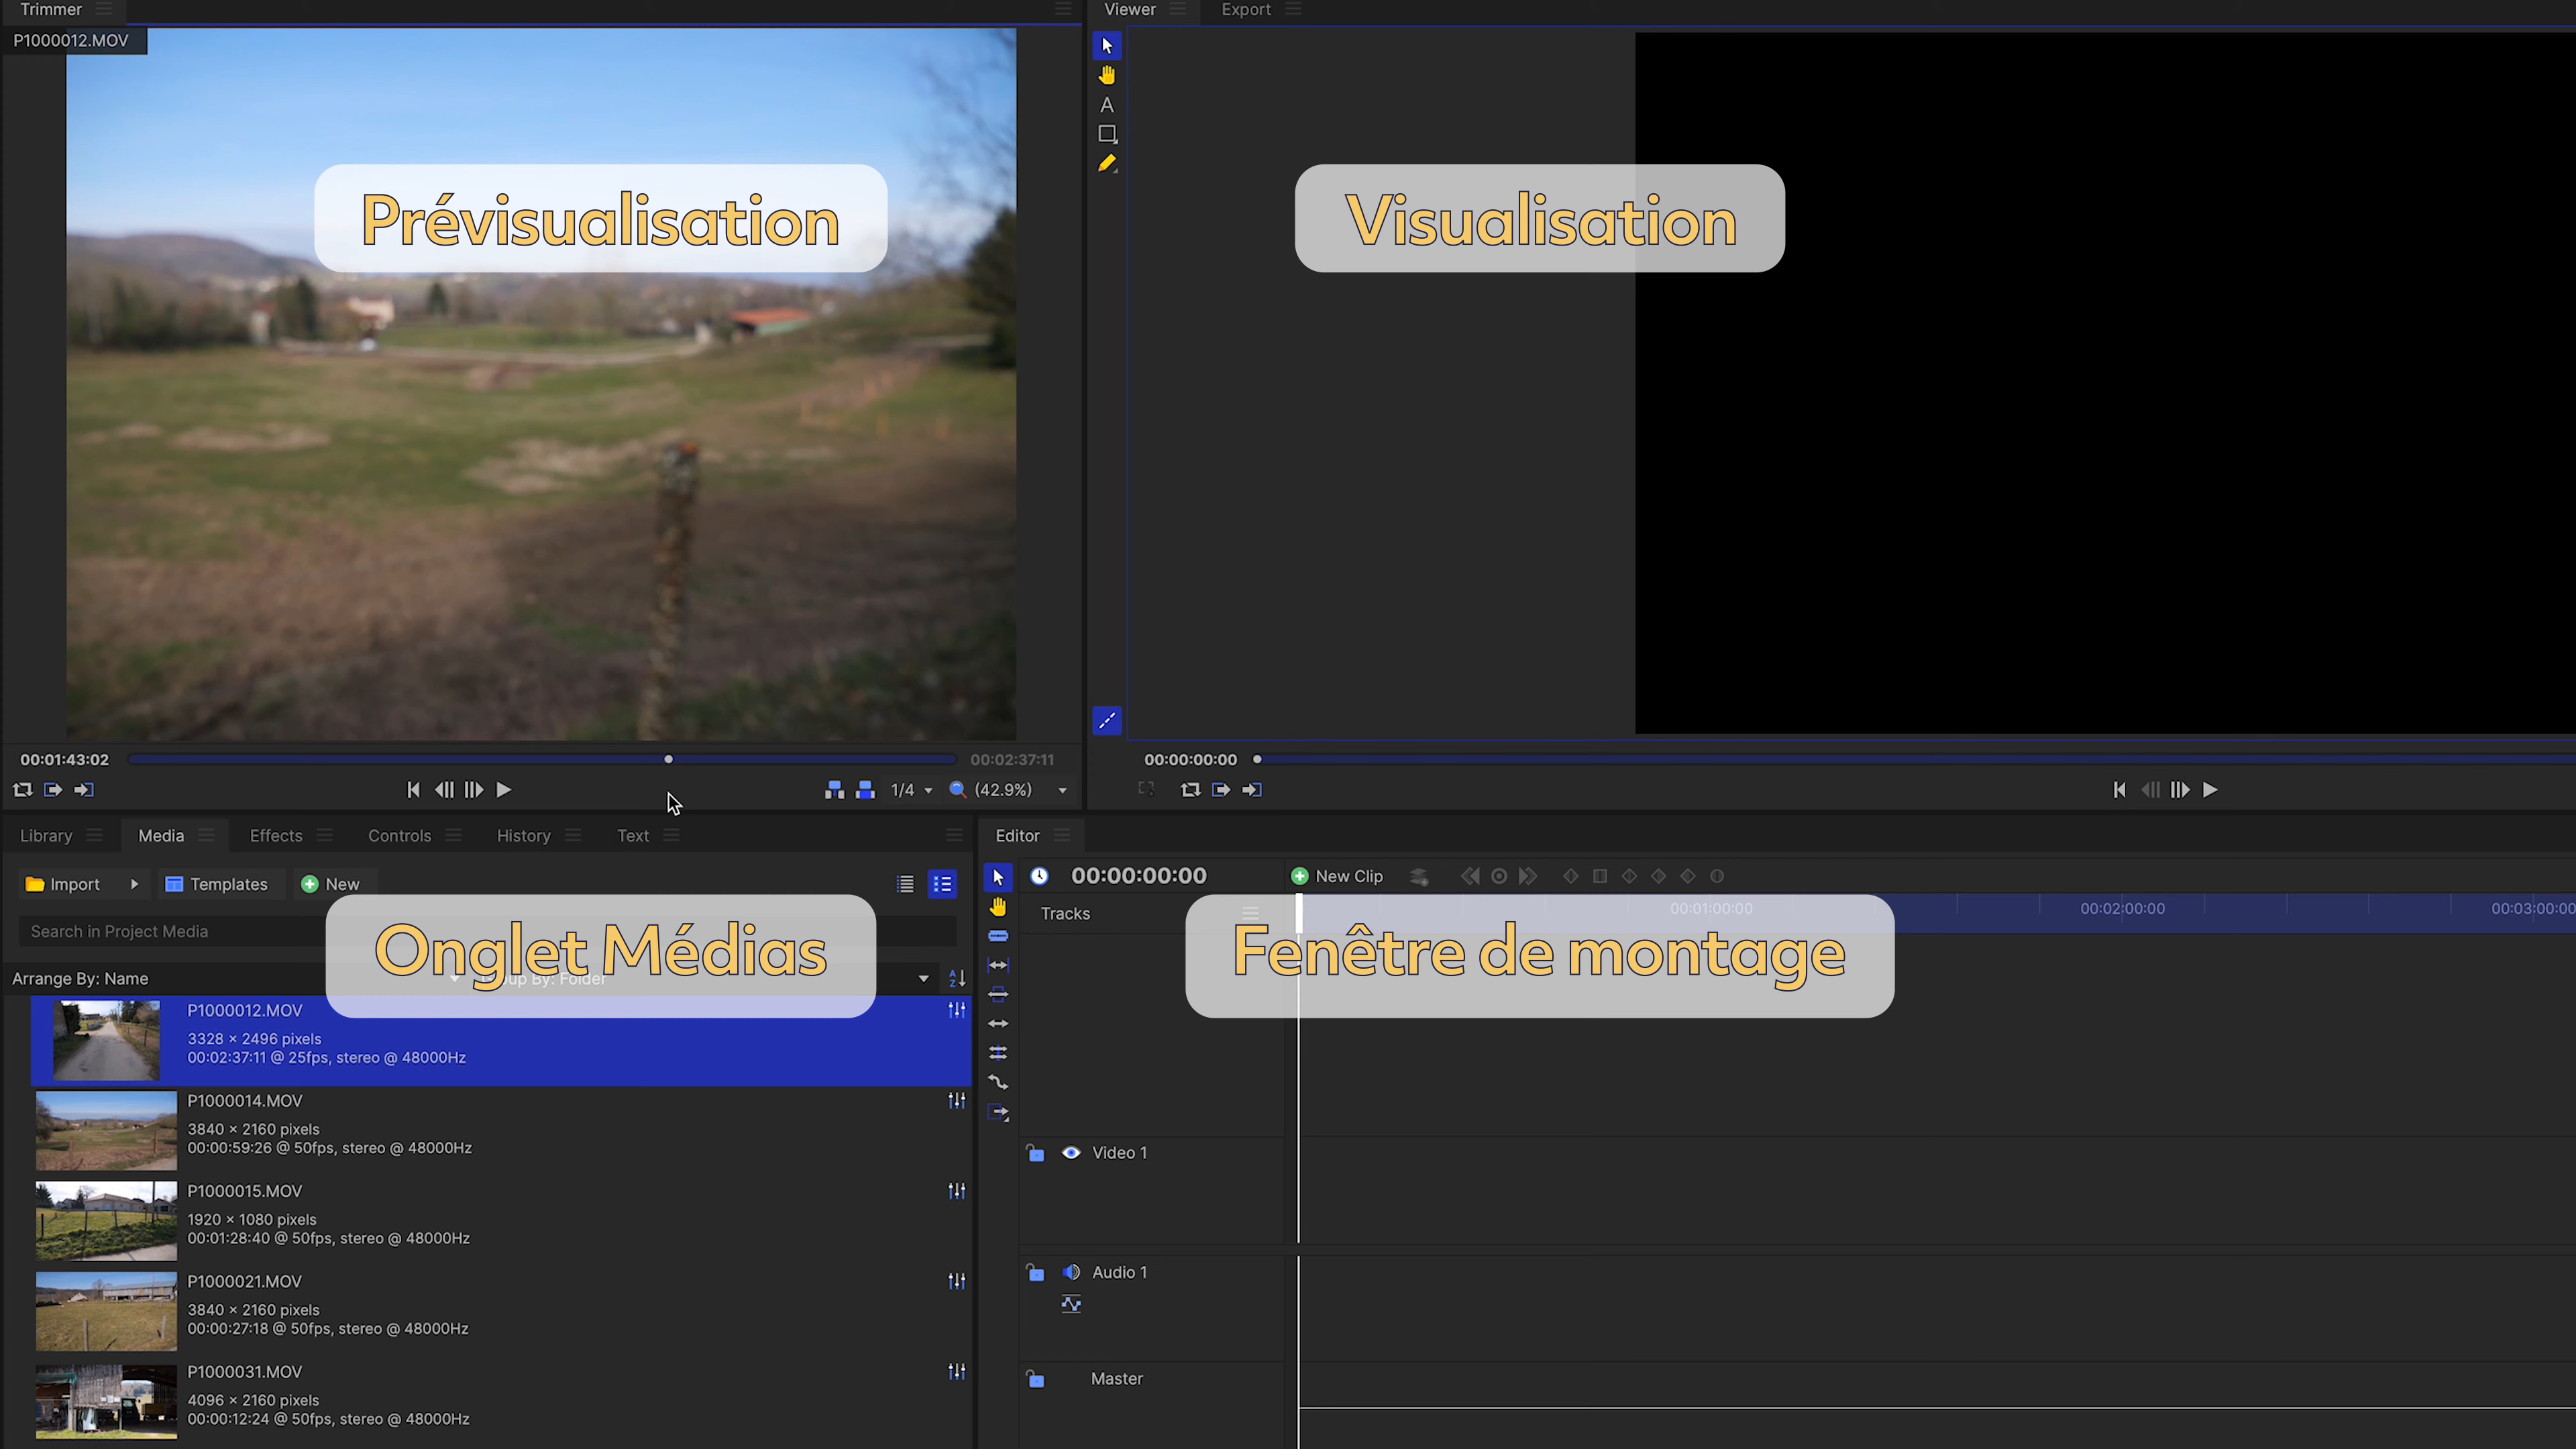 Trimmer
Viewer
Export
P1000012.MOV
A
Prévisualisation
Visualisation
00:01:43:02
00:02:37:11
00:00:00:00
1/4
(42.9%)
Library
Media
Effects
Controls
History
Text
Editor
Import
Templates
New
00:00:00:00
New Clip
Search in Project Media
Tracks
00:01:00:00
00:02:00:00
00:03:00:00
Onglet Médias
Fenêtre de montage
Arrange By: Name
By: Folder
P1000012.MOV
3328 × 2496 pixels
00:02:37:11 @ 25fps, stereo @ 48000Hz
P1000014.MOV
3840 × 2160 pixels
00:00:59:26 @ 50fps, stereo @ 48000Hz
Video 1
P1000015.MOV
1920 × 1080 pixels
00:01:28:40 @ 50fps, stereo @ 48000Hz
Audio 1
P1000021.MOV
3840 × 2160 pixels
00:00:27:18 @ 50fps, stereo @ 48000Hz
P1000031.MOV
4096 × 2160 pixels
00:00:12:24 @ 50fps, stereo @ 48000Hz
Master